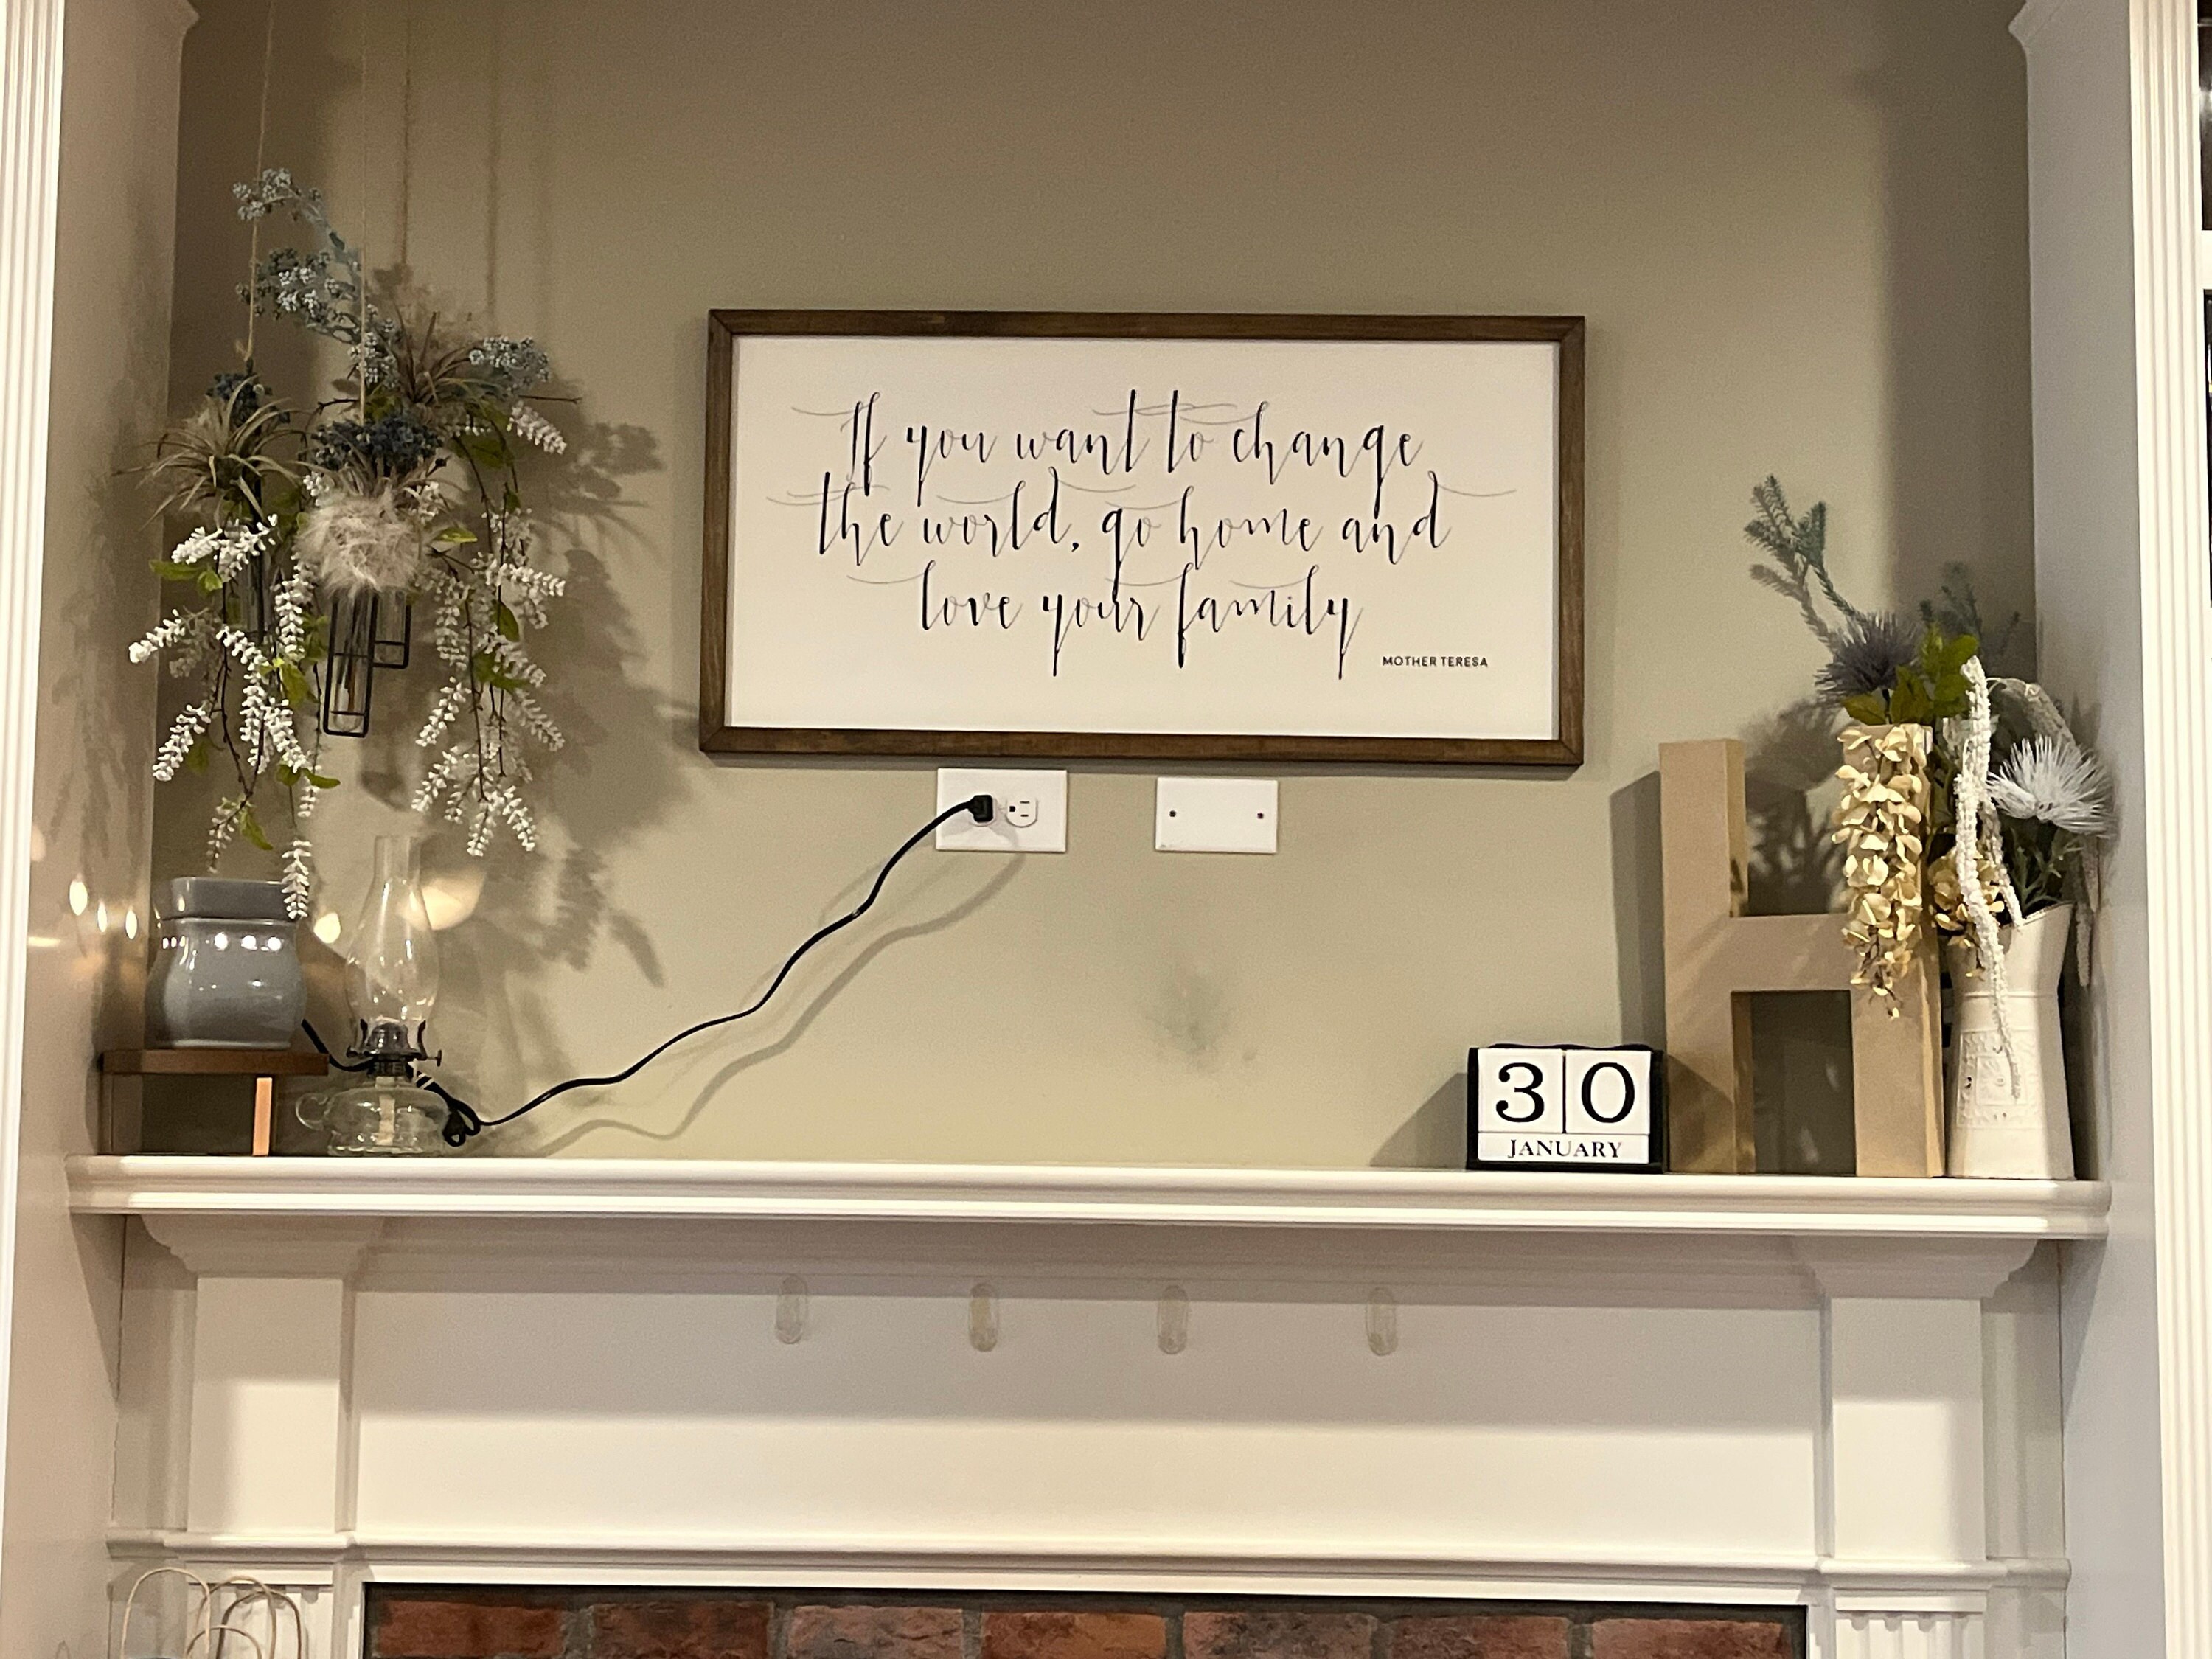 If you want to change
the world, go home and
love your family
MOTHER TERESA
30
JANUARY
H